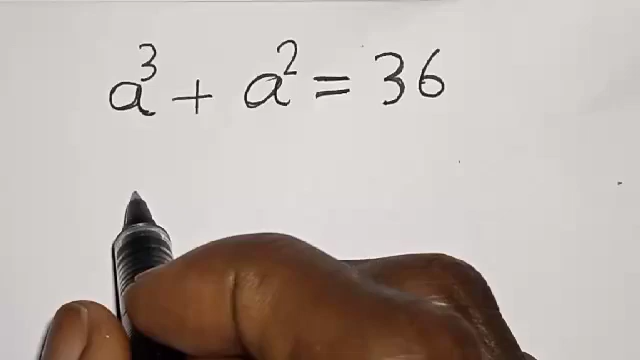 a³ + a² = 36